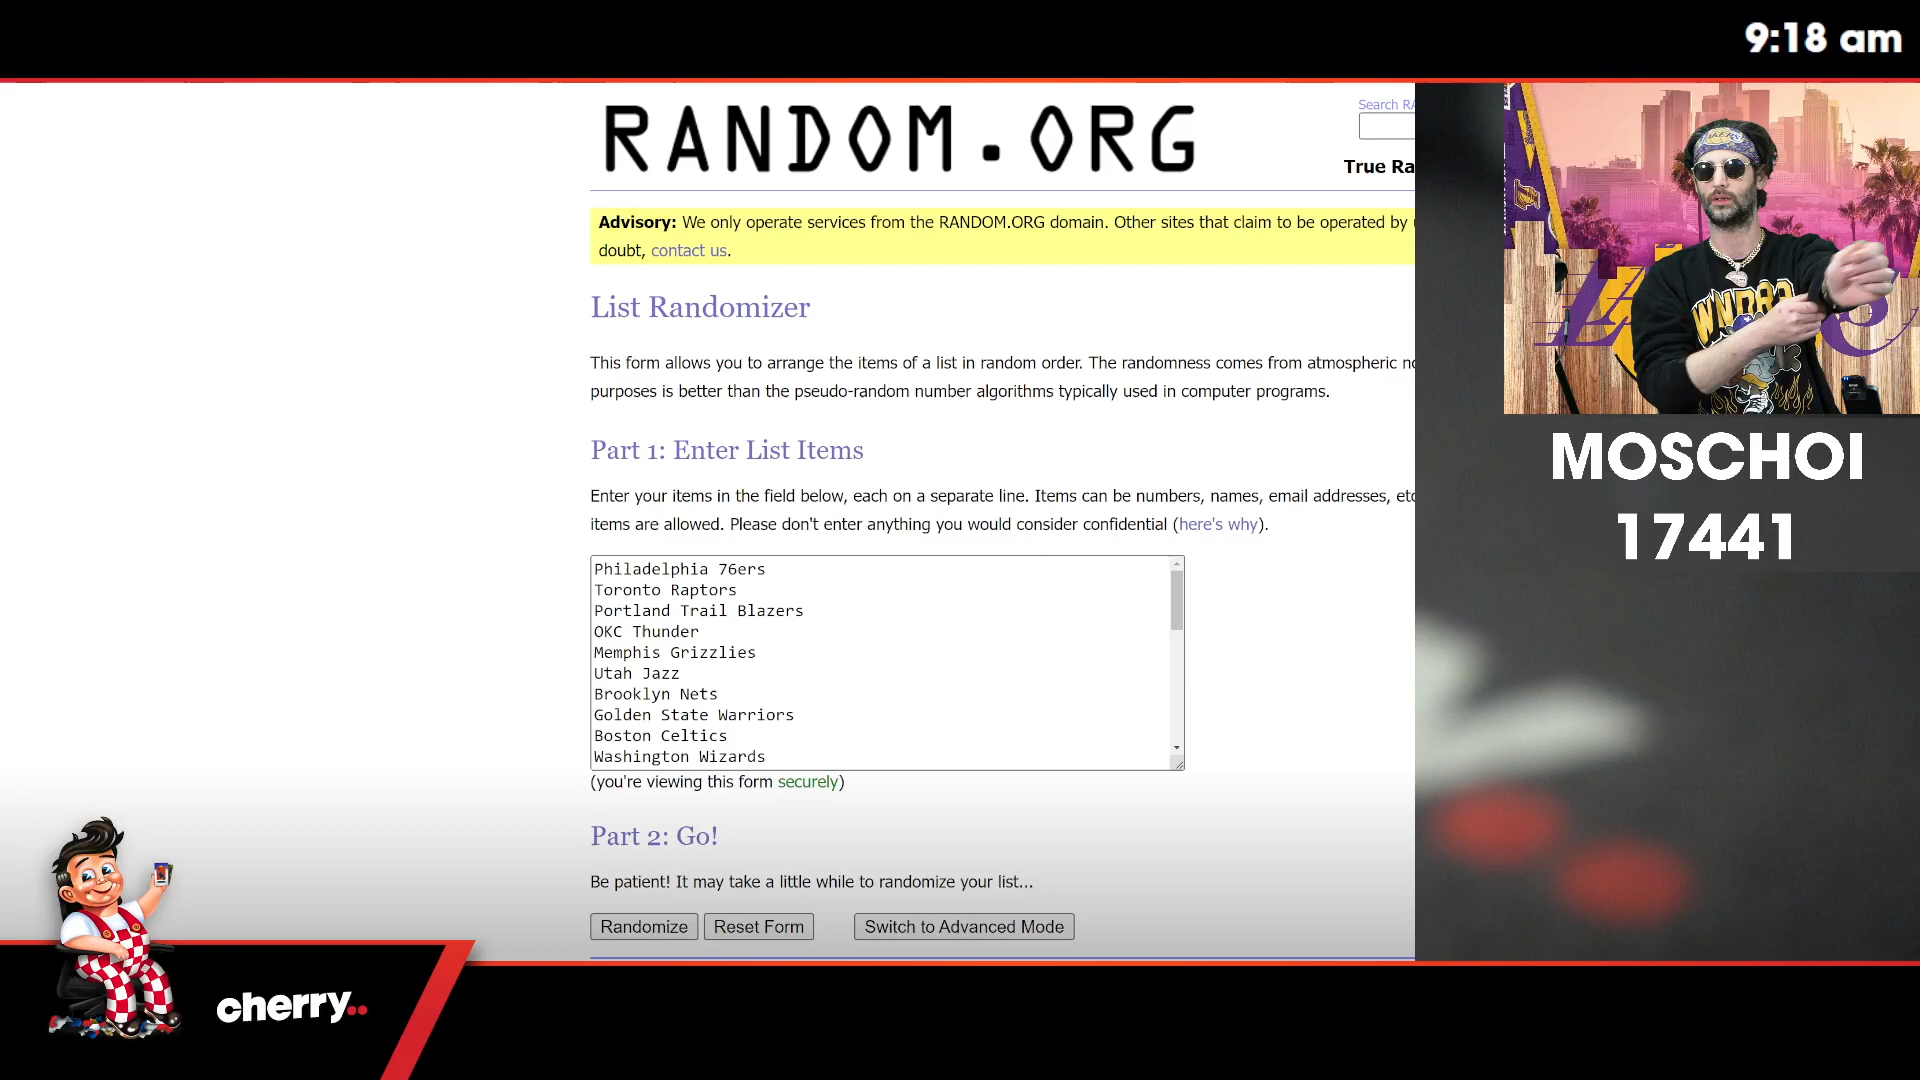 9:18 am
RANDOM.ORG
Search RA
True Ra
Advisory: We only operate services from the RANDOM.ORG domain. Other sites that claim to be operated by
doubt, contact us.
List Randomizer
This form allows you to arrange the items of a list in random order. The randomness comes from atmospheric no
purposes is better than the pseudo-random number algorithms typically used in computer programs.
Part 1: Enter List Items
Enter your items in the field below, each on a separate line. Items can be numbers, names, email addresses, etc
items are allowed. Please don't enter anything you would consider confidential (here's why).
Philadelphia 76ers
Toronto Raptors
Portland Trail Blazers
OKC Thunder
Memphis Grizzlies
Utah Jazz
Brooklyn Nets
Golden State Warriors
Boston Celtics
Washington Wizards
(you're viewing this form securely)
Part 2: Go!
Be patient! It may take a little while to randomize your list...
Randomize Reset Form Switch to Advanced Mode
LAKERS
WND83
MOSCHOI
17441
cherry..